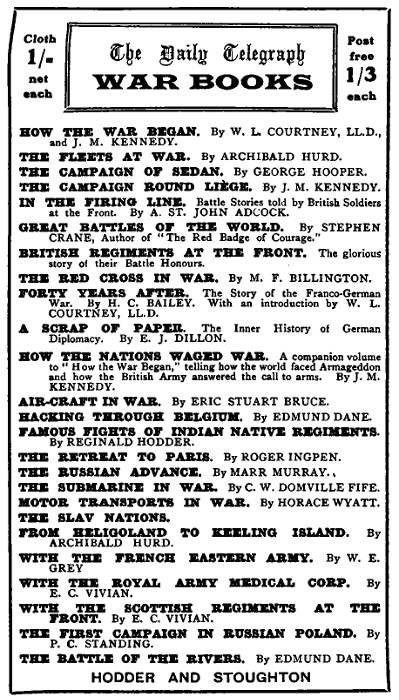 Cloth
1/-
net
each
The Daily Telegraph
WAR BOOKS
Post
free
1/3
each
HOW THE WAR BEGAN. By W. L. COURTNEY, LL.D.,
and J. M. KENNEDY.
THE FLEETS AT WAR. By ARCHIBALD HURD.
THE CAMPAIGN OF SEDAN. By GEORGE HOOPER.
THE CAMPAIGN ROUND LIÈGE. By J. M. KENNEDY.
IN THE FIRING LINE. Battle Stories told by British Soldiers
at the Front. By A. ST. JOHN ADCOCK.
GREAT BATTLES OF THE WORLD. By STEPHEN
CRANE, Author of "The Red Badge of Courage."
BRITISH REGIMENTS AT THE FRONT. The glorious
story of their Battle Honours.
THE RED CROSS IN WAR. By M. F. BILLINGTON.
FORTY YEARS AFTER. The Story of the Franco-German
War. By H. C. BAILEY. With an introduction by W. L.
COURTNEY, LL.D.
A SCRAP OF PAPER. The Inner History of German
Diplomacy. By E. J. DILLON.
HOW THE NATIONS WAGED WAR. A companion volume
to "How the War Began," telling how the world faced Armageddon
and how the British Army answered the call to arms. By J. M.
KENNEDY.
AIR-CRAFT IN WAR. By ERIC STUART BRUCE.
HACKING THROUGH BELGIUM. By EDMUND DANE.
FAMOUS FIGHTS OF INDIAN NATIVE REGIMENTS.
By REGINALD HODDER.
THE RETREAT TO PARIS. By ROGER INGPEN.
THE RUSSIAN ADVANCE. By MARR MURRAY.
THE SUBMARINE IN WAR. By C. W. DOMVILLE FIFE.
MOTOR TRANSPORTS IN WAR. By HORACE WYATT.
THE SLAV NATIONS.
FROM HELIGOLAND TO KEELING ISLAND. By
ARCHIBALD HURD.
WITH THE FRENCH EASTERN ARMY. By W. E.
GREY
WITH THE ROYAL ARMY MEDICAL CORP. By
E. C. VIVIAN.
WITH THE SCOTTISH REGIMENTS AT THE
FRONT. By E. C. VIVIAN.
THE FIRST CAMPAIGN IN RUSSIAN POLAND. By
P. C. STANDING.
THE BATTLE OF THE RIVERS. By EDMUND DANE.
HODDER AND STOUGHTON